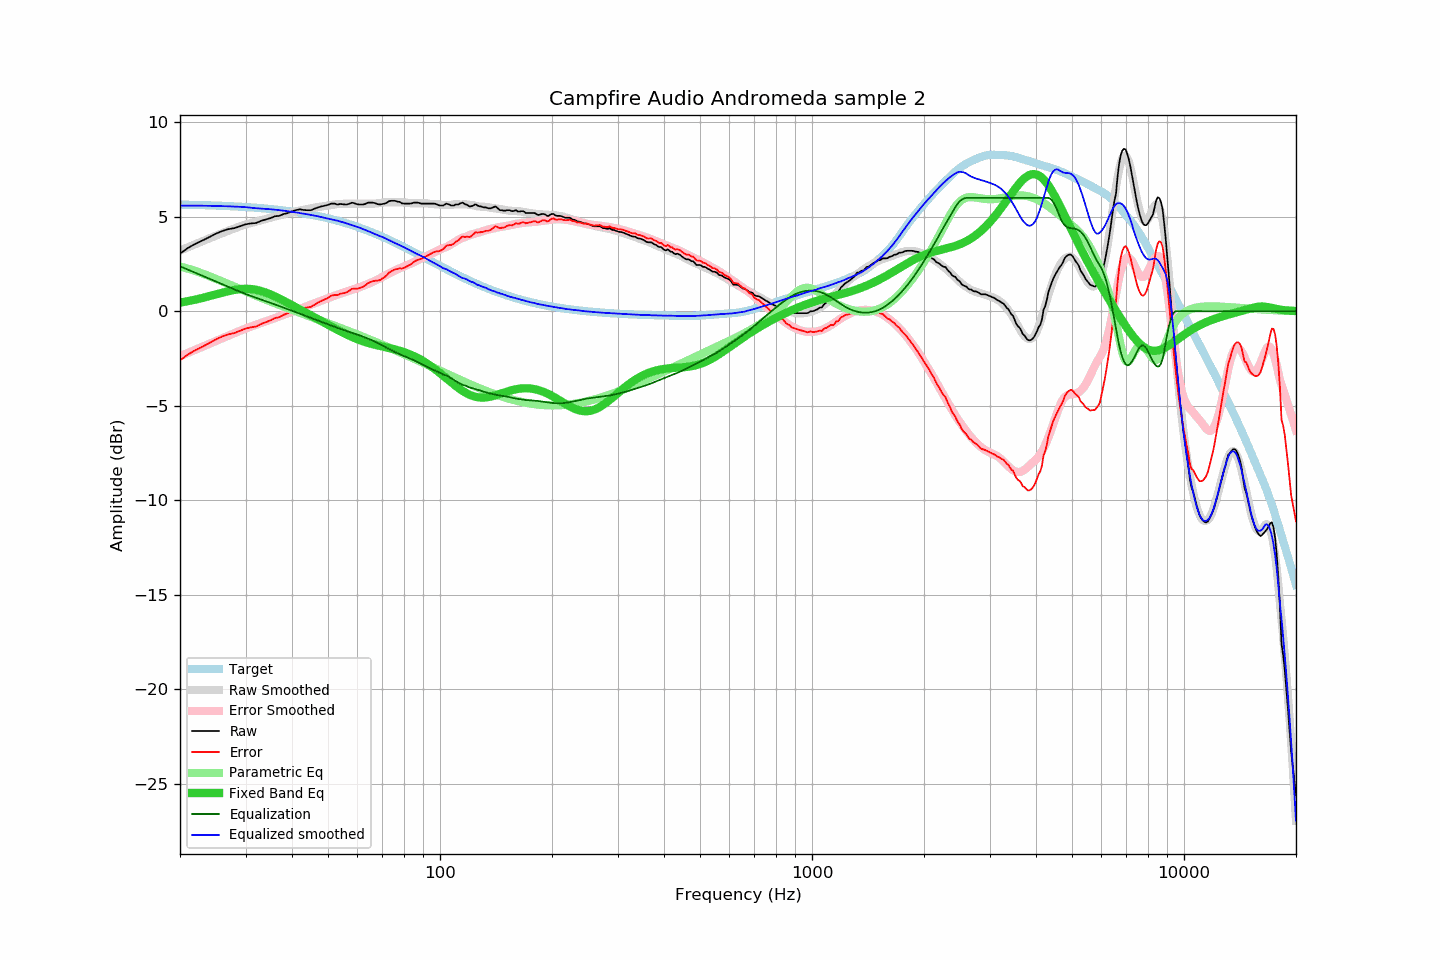 Campfire Audio Andromeda sample 2
10
5
0
−5
−10
−15
−20
−25
Amplitude (dBr)
Target
Raw Smoothed
Error Smoothed
Raw
Error
Parametric Eq
Fixed Band Eq
Equalization
Equalized smoothed
100
1000
10000
Frequency (Hz)